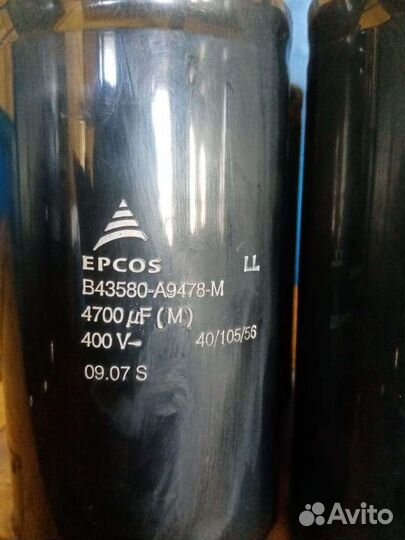 EPCOS LL
B43580-A9478-M
4700 µF (M)
400 V- 40/105/56
09.07 S
Avito